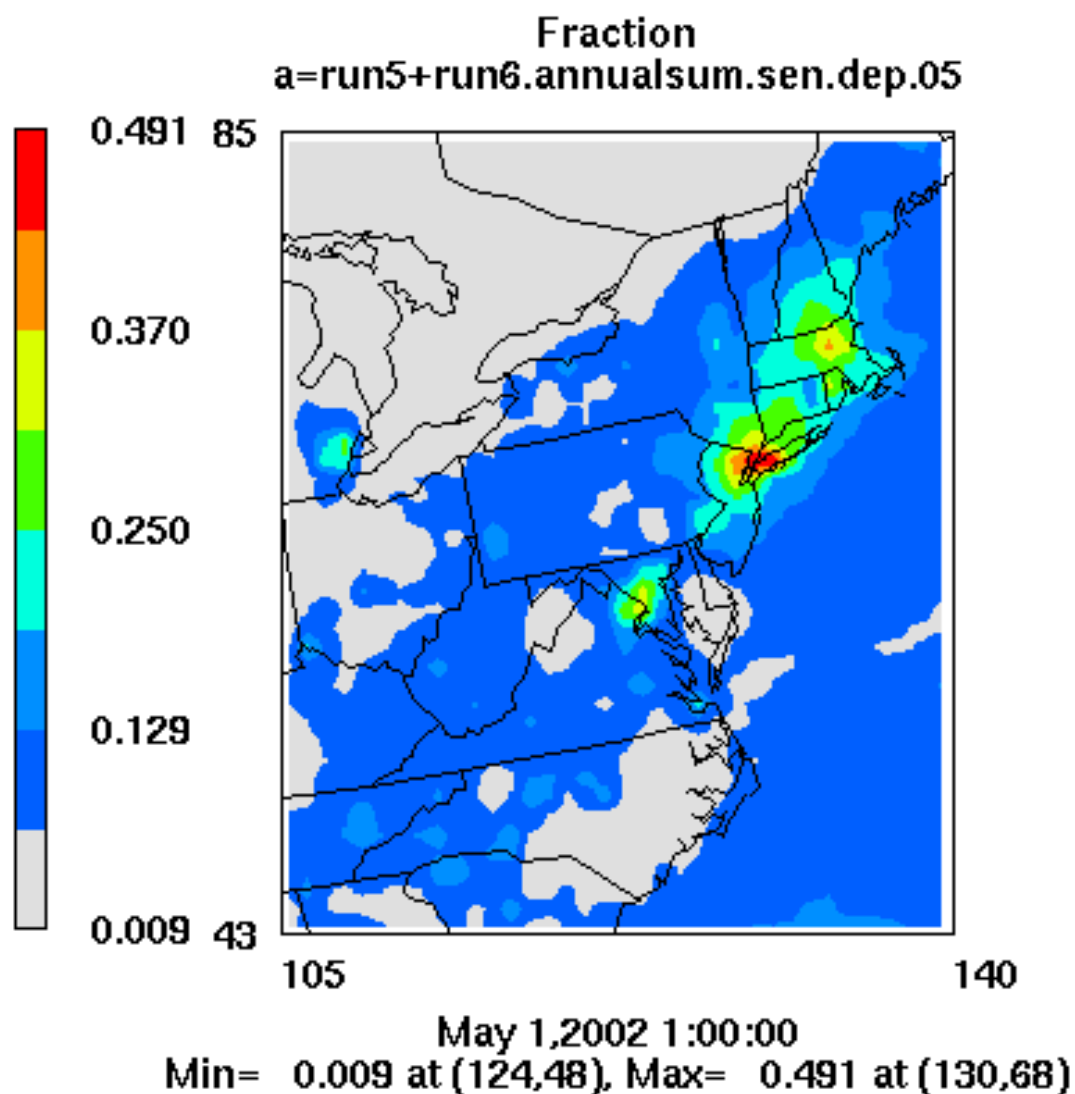 Fraction
a=run5+run6.annualsum.sen.dep.05
0.491
85
0.370
0.250
0.129
0.009
43
105
140
May 1,2002 1:00:00
Min= 0.009 at (124,48), Max= 0.491 at (130,68)